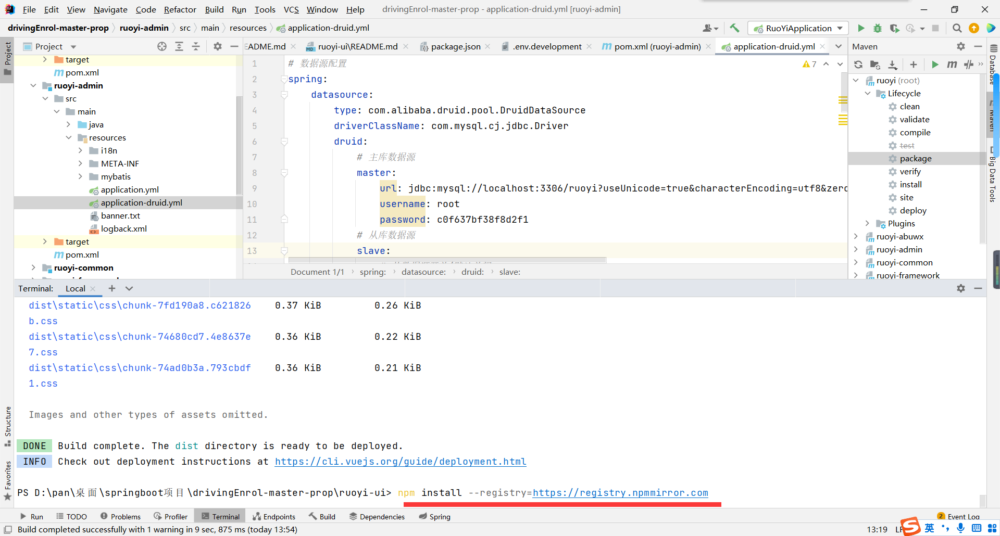 File Edit View Navigate Code Refactor Build Run Tools VCS Window Help drivingEnrol-master-prop - application-druid.yml [ruoyi-admin]
drivingEnrol-master-prop ruoyi-admin src main resources application-druid.yml RuoYiApplication
Project
Project
EADME.md ruoyi-ui\README.md package.json .env.development pom.xml (ruoyi-admin) application-druid.yml
Maven
target
pom.xml
ruoyi-admin
src
main
java
resources
i18n
META-INF
mybatis
application.yml
application-druid.yml
banner.txt
logback.xml
target
pom.xml
ruoyi-common
1 # 数据源配置
7
2 spring:
3 datasource:
4 type: com.alibaba.druid.pool.DruidDataSource
5 driverClassName: com.mysql.cj.jdbc.Driver
6 druid:
7 # 主库数据源
8 master:
9 url: jdbc:mysql://localhost:3306/ruoyi?useUnicode=true&characterEncoding=utf8&zero
10 username: root
11 password: c0f637bf38f8d2f1
12 # 从库数据源
13 slave:
Document 1/1 spring: datasource: druid: slave:
ruoyi (root)
Lifecycle
clean
validate
compile
test
package
verify
install
site
deploy
Plugins
ruoyi-abuwx
ruoyi-admin
ruoyi-common
ruoyi-framework
Database
Maven
Big Data Tools
Terminal: Local
dist\static\css\chunk-7fd190a8.c621826 0.37 KiB 0.26 KiB
b.css
dist\static\css\chunk-74680cd7.4e8637e 0.36 KiB 0.22 KiB
7.css
dist\static\css\chunk-74ad0b3a.793cbdf 0.36 KiB 0.21 KiB
1.css
Images and other types of assets omitted.
DONE Build complete. The dist directory is ready to be deployed.
INFO Check out deployment instructions at https://cli.vuejs.org/guide/deployment.html
PS D:\pan\桌面\springboot项目\drivingEnrol-master-prop\ruoyi-ui> npm install --registry=https://registry.npmmirror.com
Structure
Favorites
Run TODO Problems Profiler Terminal Endpoints Build Dependencies Spring 2 Event Log
Build completed successfully with 1 warning in 9 sec, 875 ms (today 13:54) 13:19 LF
英